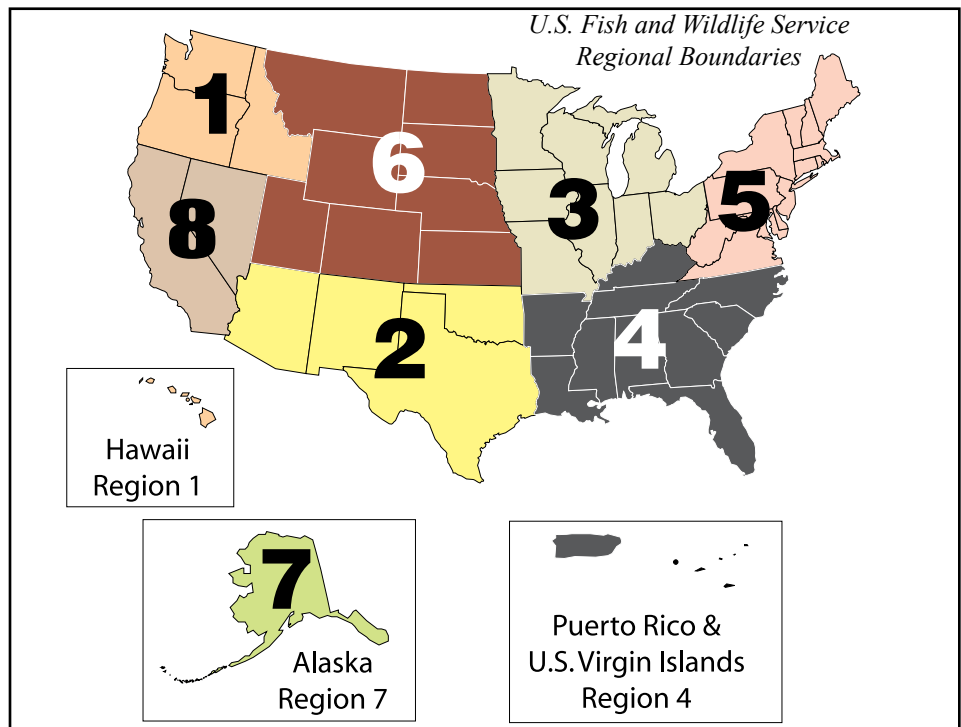 U.S. Fish and Wildlife Service
Regional Boundaries
1
6
3
5
8
2
4
Hawaii
Region 1
7
Alaska
Region 7
Puerto Rico &
U.S. Virgin Islands
Region 4